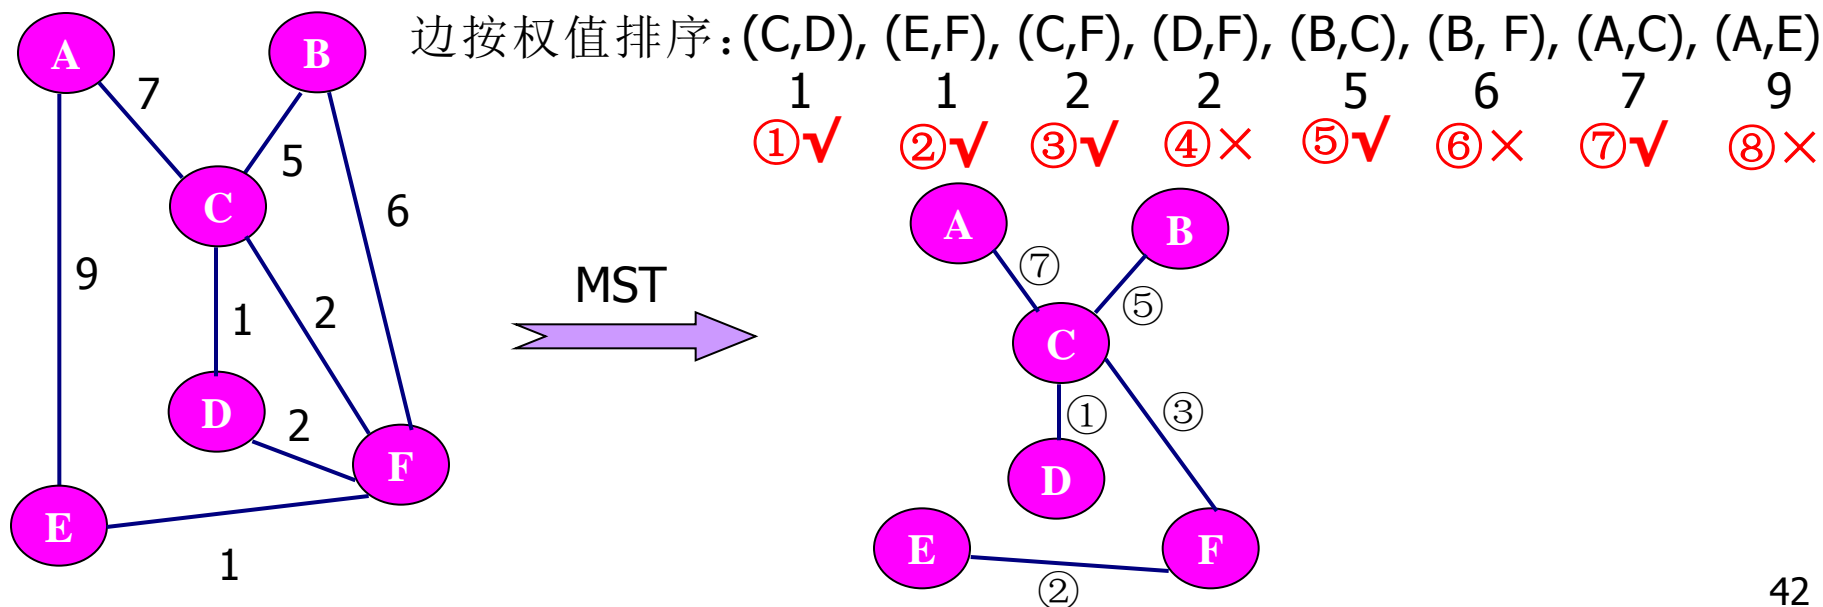 边按权值排序:(C,D), (E,F), (C,F), (D,F), (B,C), (B, F), (A,C), (A,E)
1 1 2 2 5 6 7 9
①√ ②√ ③√ ④× ⑤√ ⑥× ⑦√ ⑧×
A B
7
5
C
6
9
1 2
D
2
F
E
1
MST
A B
⑦
⑤
C
① ③
D
E F
②
42